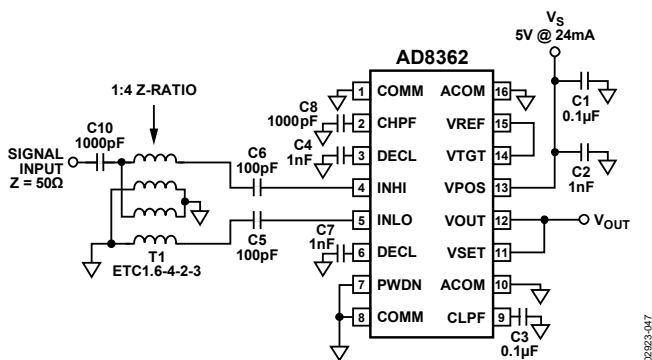 V_S
5V @ 24mA
AD8362
1:4 Z-RATIO
C10
1000pF
SIGNAL
INPUT
Z = 50Ω
T1
ETC1.6-4-2-3
C6
100pF
C5
100pF
C8
1000pF
C4
1nF
C7
1nF
1 COMM
2 CHPF
3 DECL
4 INHI
5 INLO
6 DECL
7 PWDN
8 COMM
ACOM 16
VREF 15
VTGT 14
VPOS 13
VOUT 12
VSET 11
ACOM 10
CLPF 9
C1
0.1µF
C2
1nF
V_OUT
C3
0.1µF
02923-047